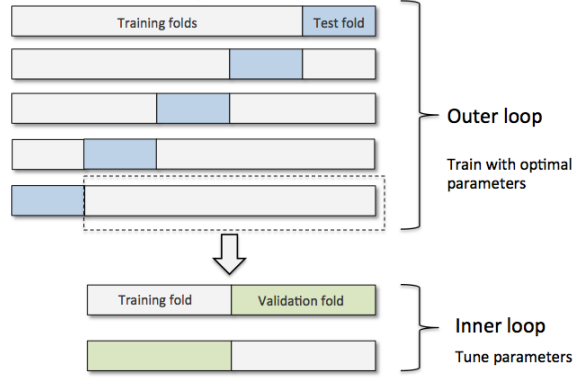 Training folds
Test fold
Outer loop
Train with optimal
parameters
Training fold
Validation fold
Inner loop
Tune parameters